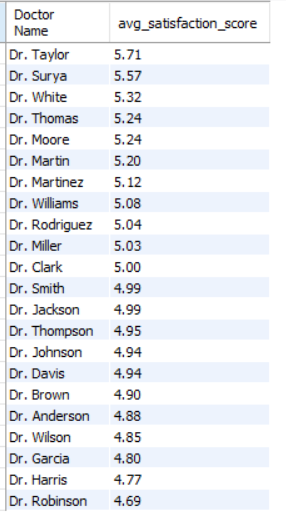 Doctor Name avg_satisfaction_score
Dr. Taylor 5.71
Dr. Surya 5.57
Dr. White 5.32
Dr. Thomas 5.24
Dr. Moore 5.24
Dr. Martin 5.20
Dr. Martinez 5.12
Dr. Williams 5.08
Dr. Rodriguez 5.04
Dr. Miller 5.03
Dr. Clark 5.00
Dr. Smith 4.99
Dr. Jackson 4.99
Dr. Thompson 4.95
Dr. Johnson 4.94
Dr. Davis 4.94
Dr. Brown 4.90
Dr. Anderson 4.88
Dr. Wilson 4.85
Dr. Garcia 4.80
Dr. Harris 4.77
Dr. Robinson 4.69